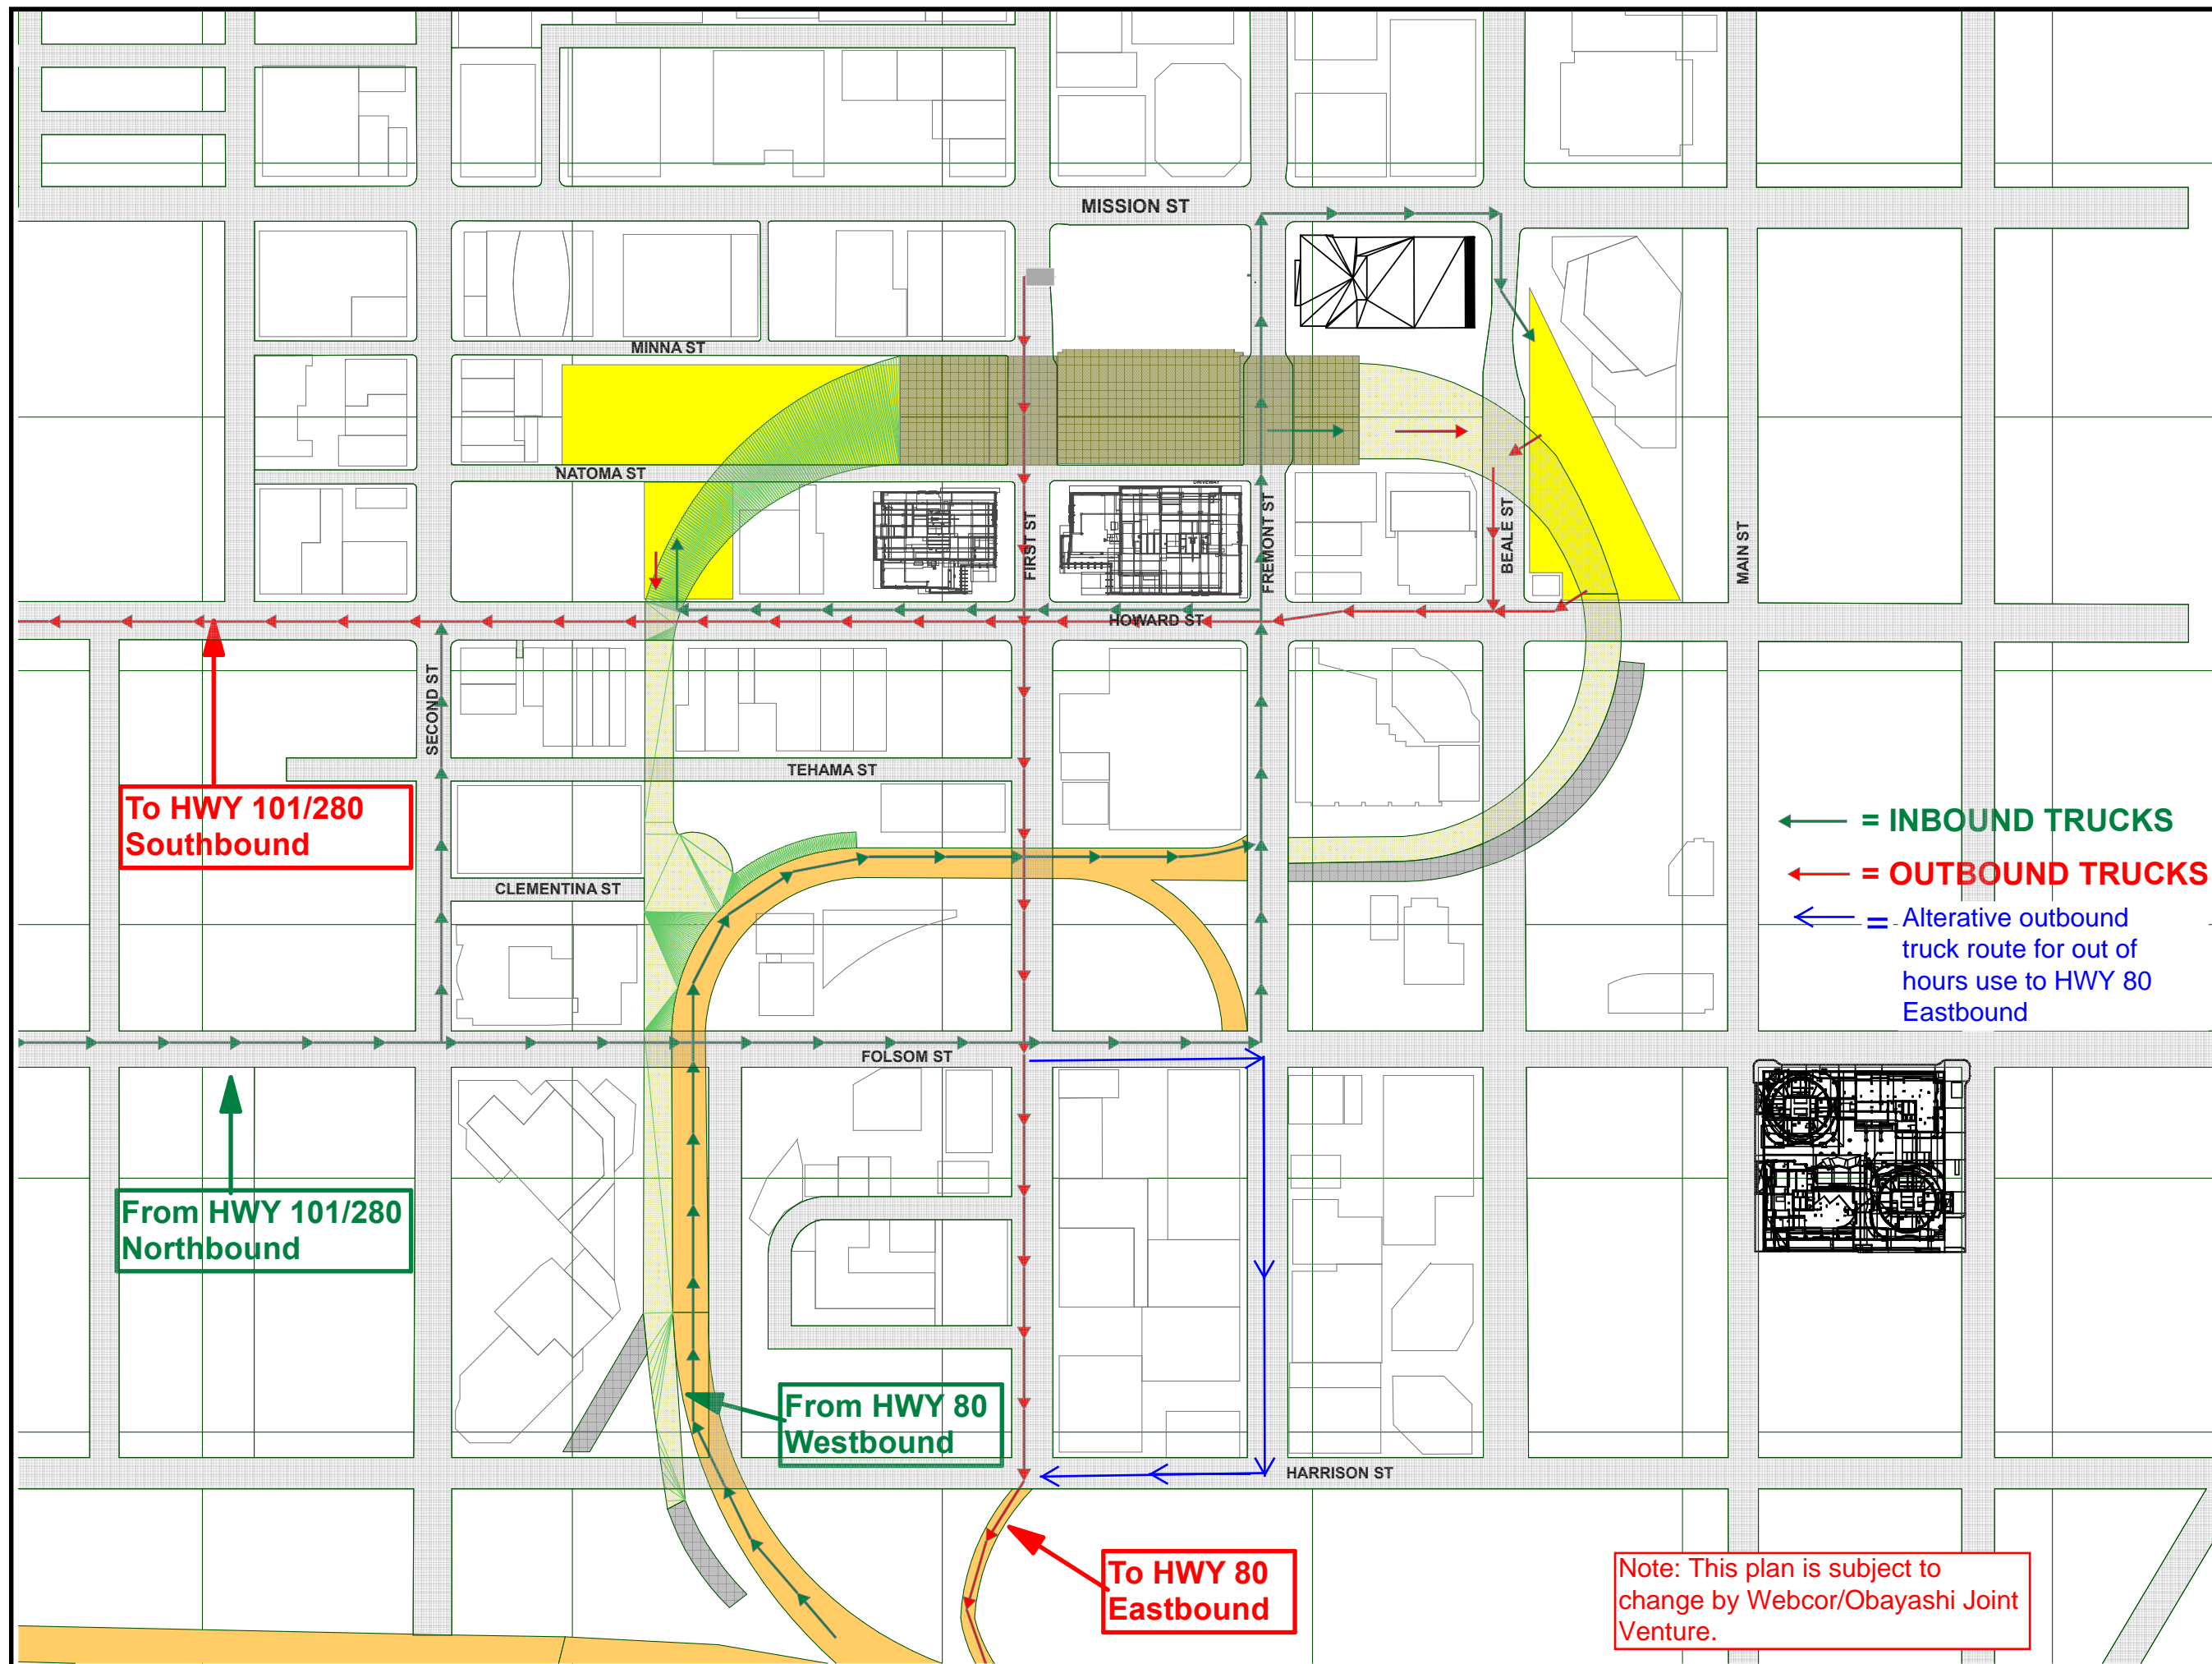 MISSION ST
MINNA ST
NATOMA ST
DRIVEWAY
FIRST ST
FREMONT ST
BEALE ST
MAIN ST
HOWARD ST
SECOND ST
TEHAMA ST
To HWY 101/280
Southbound
= INBOUND TRUCKS
= OUTBOUND TRUCKS
= Alterative outbound
truck route for out of
hours use to HWY 80
Eastbound
CLEMENTINA ST
FOLSOM ST
From HWY 101/280
Northbound
From HWY 80
Westbound
HARRISON ST
To HWY 80
Eastbound
Note: This plan is subject to
change by Webcor/Obayashi Joint
Venture.